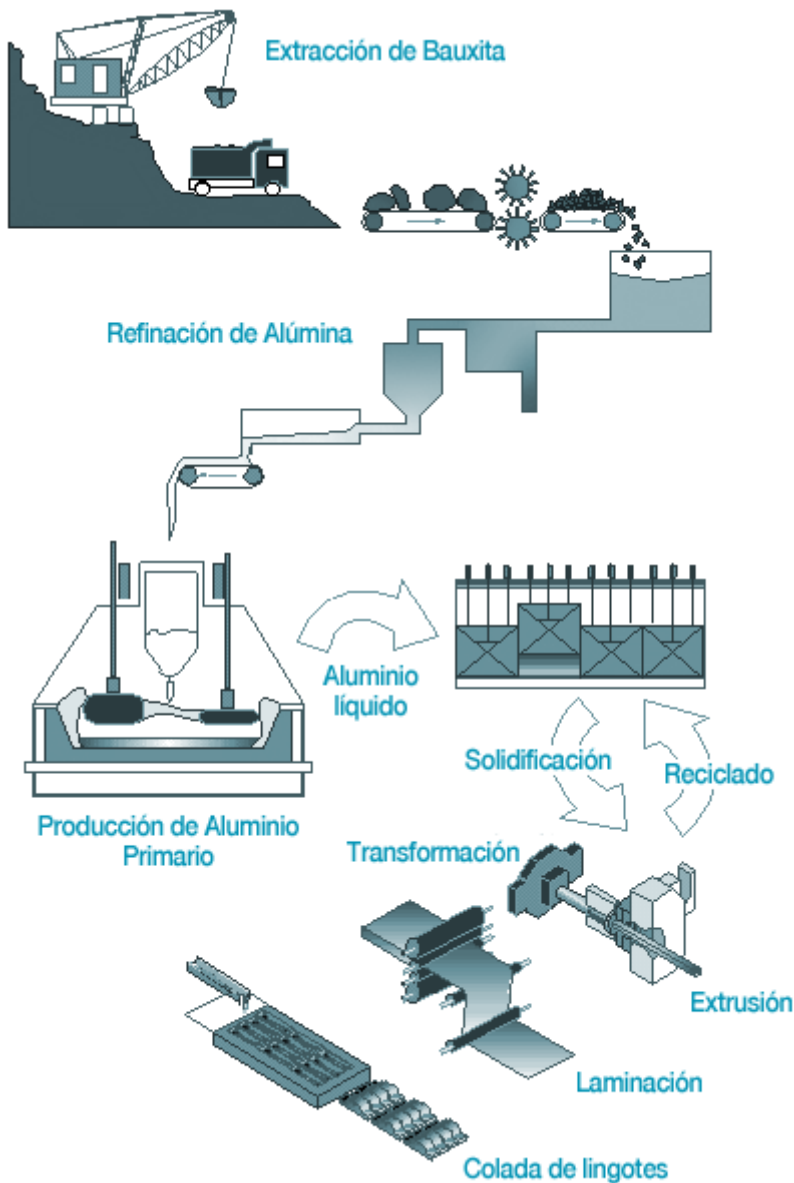 Extracción de Bauxita
Refinación de Alúmina
Aluminio
líquido
Solidificación
Reciclado
Producción de Aluminio
Primario
Transformación
Extrusión
Laminación
Colada de lingotes